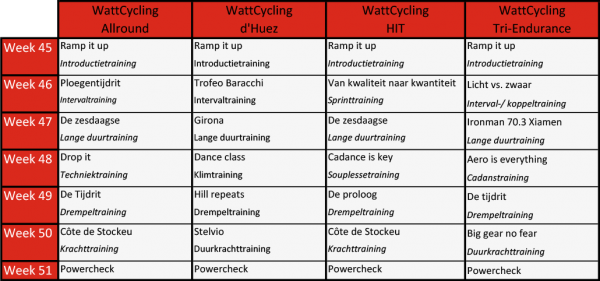 WattCycling Allround
WattCycling d'Huez
WattCycling HIT
WattCycling Tri-Endurance
Week 45
Ramp it up
Introductietraining
Ramp it up
Introductietraining
Ramp it up
Introductietraining
Ramp it up
Introductietraining
Week 46
Ploegentijdrit
Intervaltraining
Trofeo Baracchi
Intervaltraining
Van kwaliteit naar kwantiteit
Sprinttraining
Licht vs. zwaar
Interval-/ koppeltraining
Week 47
De zesdaagse
Lange duurtraining
Girona
Lange duurtraining
De zesdaagse
Lange duurtraining
Ironman 70.3 Xiamen
Lange duurtraining
Week 48
Drop it
Techniektraining
Dance class
Klimtraining
Cadance is key
Souplessetraining
Aero is everything
Cadanstraining
Week 49
De Tijdrit
Drempeltraining
Hill repeats
Drempeltraining
De proloog
Drempeltraining
De tijdrit
Drempeltraining
Week 50
Côte de Stockeu
Krachttraining
Stelvio
Duurkrachttraining
Côte de Stockeu
Krachttraining
Big gear no fear
Duurkrachttraining
Week 51
Powercheck
Powercheck
Powercheck
Powercheck